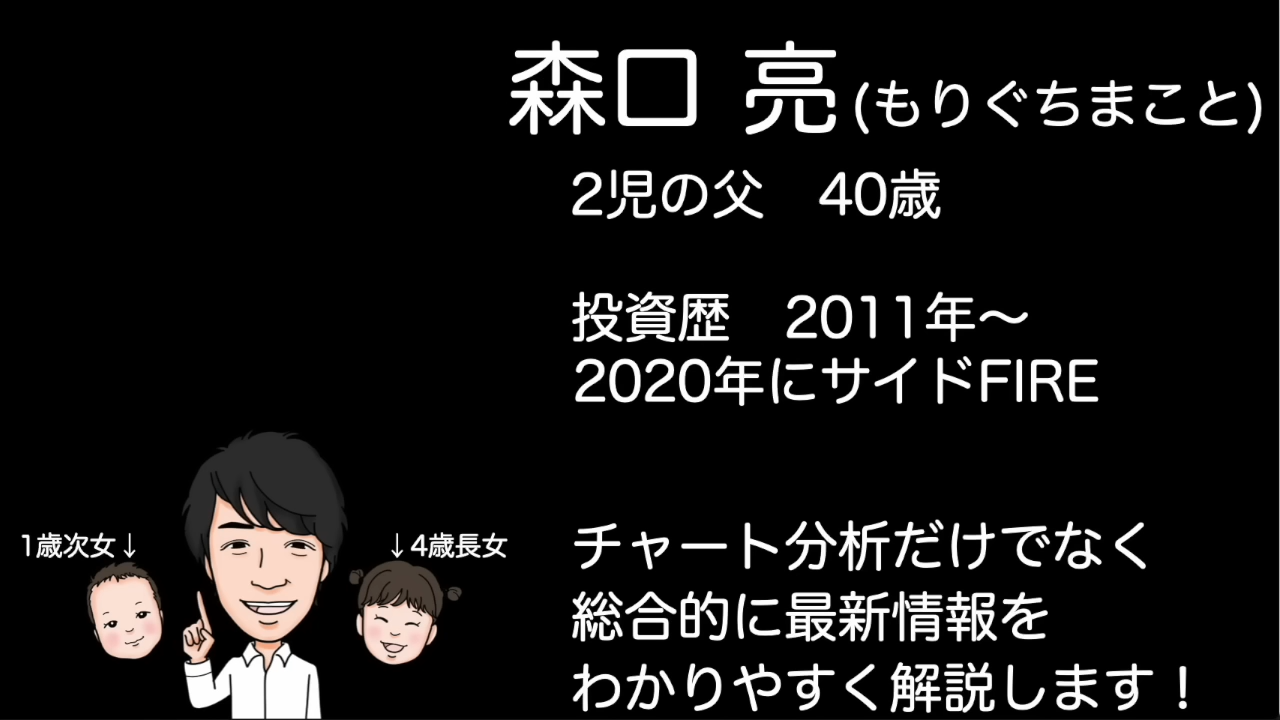 森口 亮(もりぐちまこと)
2児の父　40歳
投資歴　2011年〜
2020年にサイドFIRE
1歳次女↓
↓4歳長女
チャート分析だけでなく
総合的に最新情報を
わかりやすく解説します！